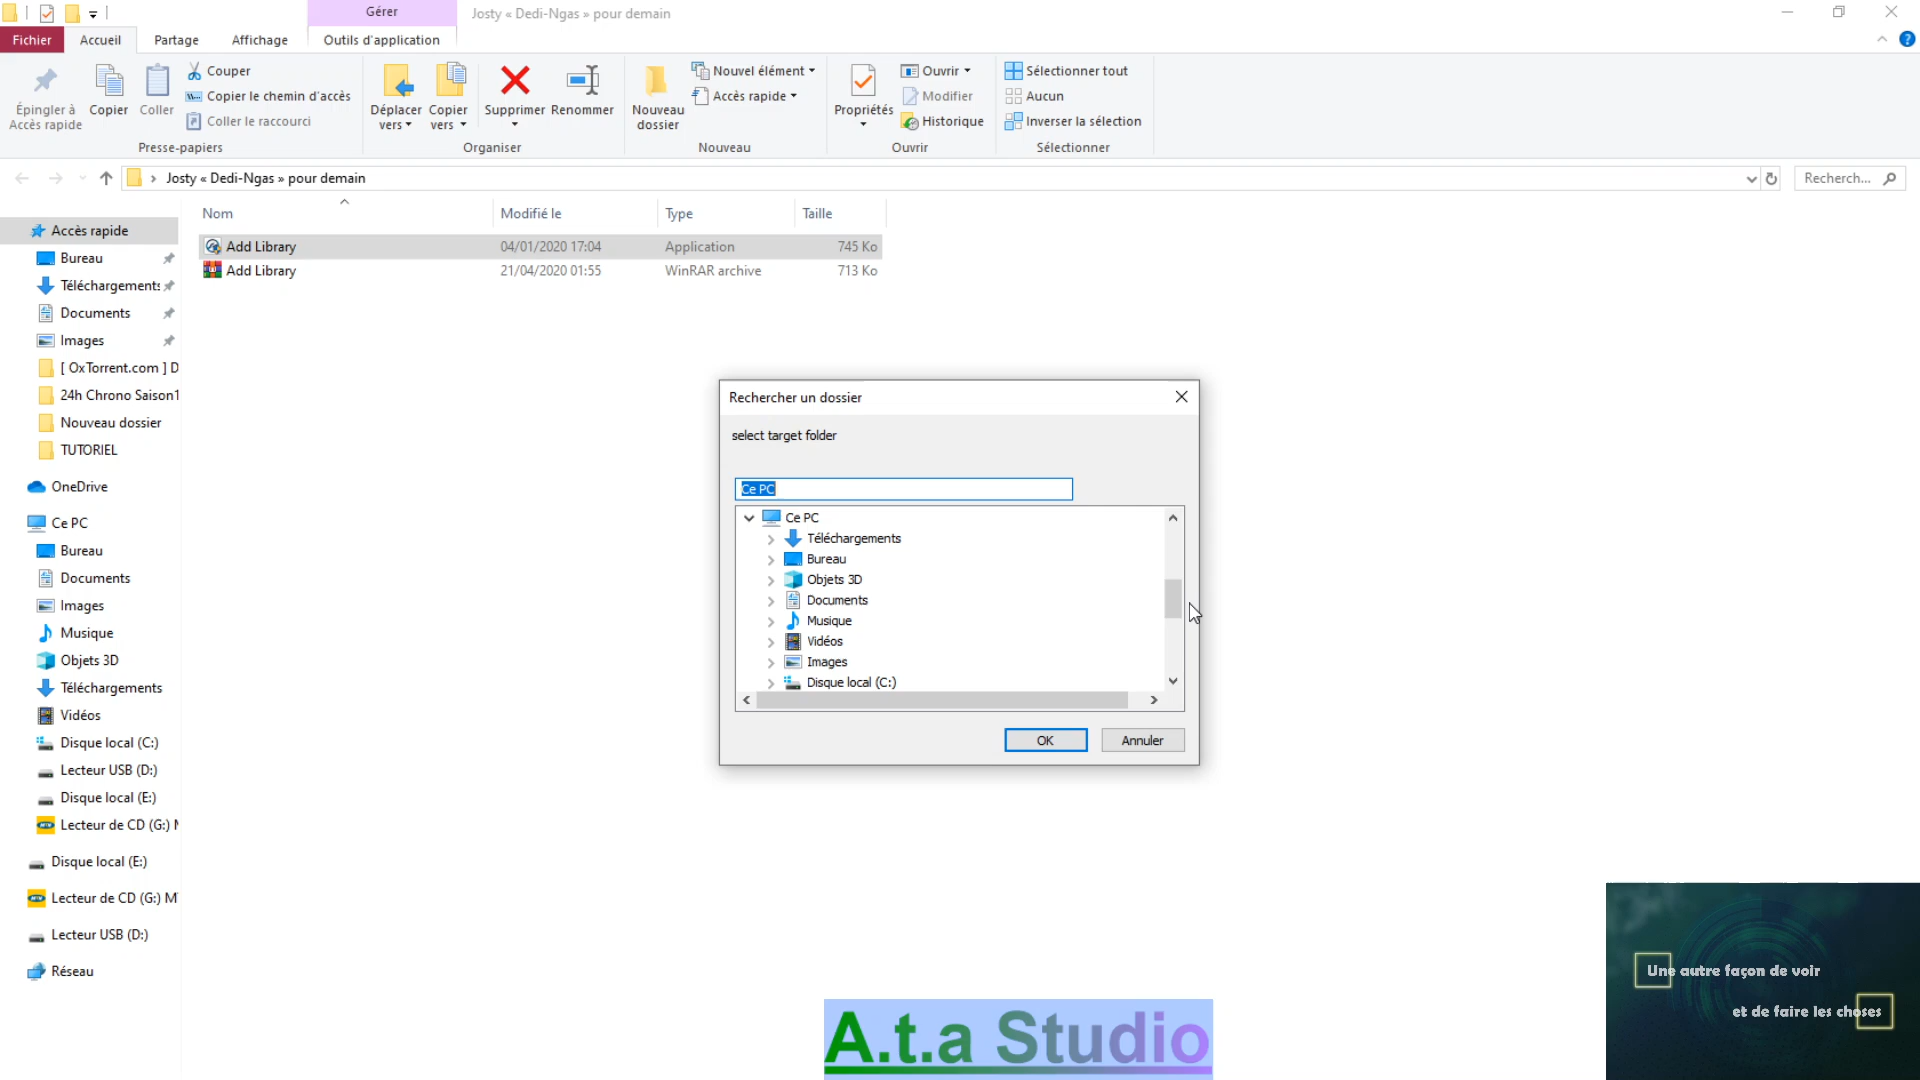 Gérer
Josty « Dedi-Ngas » pour demain
Fichier
Accueil
Partage
Affichage
Outils d'application
?
Épingler à
Accès rapide
Copier
Coller
Couper
Copier le chemin d'accès
Coller le raccourci
Presse-papiers
Déplacer
vers
Copier
vers
Supprimer
Renommer
Organiser
Nouveau
dossier
Nouvel élément
Accès rapide
Nouveau
Propriétés
Ouvrir
Modifier
Historique
Ouvrir
Sélectionner tout
Aucun
Inverser la sélection
Sélectionner
Josty « Dedi-Ngas » pour demain
Recherch...
Nom
Modifié le
Type
Taille
Add Library 04/01/2020 17:04 Application 745 Ko
Add Library 21/04/2020 01:55 WinRAR archive 713 Ko
Accès rapide
Bureau
Téléchargements
Documents
Images
[ OxTorrent.com ] D
24h Chrono Saison1
Nouveau dossier
TUTORIEL
OneDrive
Ce PC
Bureau
Documents
Images
Musique
Objets 3D
Téléchargements
Vidéos
Disque local (C:)
Lecteur USB (D:)
Disque local (E:)
Lecteur de CD (G:) M
Disque local (E:)
Lecteur de CD (G:) MT
Lecteur USB (D:)
Réseau
Rechercher un dossier
select target folder
Ce PC
Ce PC
Téléchargements
Bureau
Objets 3D
Documents
Musique
Vidéos
Images
Disque local (C:)
OK
Annuler
A.t.a Studio
Une autre façon de voir
et de faire les choses